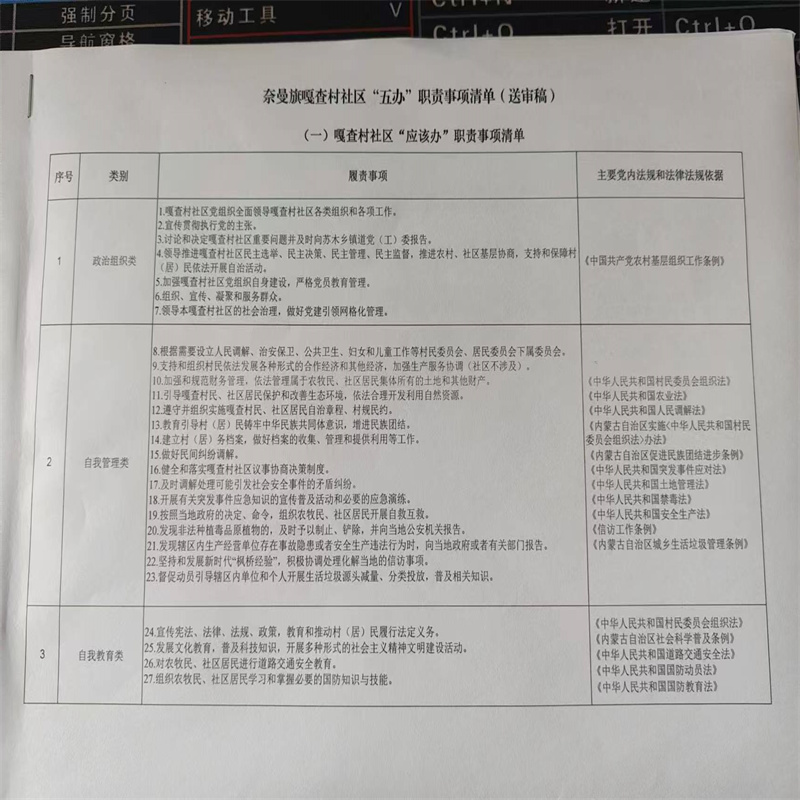 强制分页
导航窗格
移动工具
V
Ctrl+N
打开
Ctrl+O
奈曼旗嘎查村社区“五办”职责事项清单（送审稿）
（一）嘎查村社区“应该办”职责事项清单
序号 类别 履责事项 主要党内法规和法律法规依据
1 政治组织类
1.嘎查村社区党组织全面领导嘎查村社区各类组织和各项工作。
2.宣传贯彻执行党的主张。
3.讨论和决定嘎查村社区重要问题并及时向苏木乡镇道党（工）委报告。
4.领导推进嘎查村社区民主选举、民主决策、民主管理、民主监督，推进农村、社区基层协商，支持和保障村
（居）民依法开展自治活动。
5.加强嘎查村社区党组织自身建设，严格党员教育管理。
6.组织、宣传、凝聚和服务群众。
7.领导本嘎查村社区的社会治理，做好党建引领网格化管理。
《中国共产党农村基层组织工作条例》
2 自我管理类
8.根据需要设立人民调解、治安保卫、公共卫生、妇女和儿童工作等村民委员会、居民委员会下属委员会。
9.支持和组织村民依法发展各种形式的合作经济和其他经济，加强生产服务协调（社区不涉及）。
10.加强和规范财务管理，依法管理属于农牧民、社区居民集体所有的土地和其他财产。
11.引导嘎查村民、社区居民保护和改善生态环境，依法合理开发利用自然资源。
12.遵守并组织实施嘎查村民、社区居民自治章程、村规民约。
13.教育引导村（居）民铸牢中华民族共同体意识，增进民族团结。
14.建立村（居）务档案，做好档案的收集、管理和提供利用等工作。
15.做好民间纠纷调解。
16.健全和落实嘎查村社区议事协商决策制度。
17.及时调解处理可能引发社会安全事件的矛盾纠纷。
18.开展有关突发事件应急知识的宣传普及活动和必要的应急演练。
19.按照当地政府的决定、命令，组织农牧民、社区居民开展自救互救。
20.发现非法种植毒品原植物的，及时予以制止、铲除，并向当地公安机关报告。
21.发现辖区内生产经营单位存在事故隐患或者安全生产违法行为时，向当地政府或者有关部门报告。
22.坚持和发展新时代“枫桥经验”，积极协调处理化解当地的信访事项。
23.督促动员引导辖区内单位和个人开展生活垃圾源头减量、分类投放，普及相关知识。
《中华人民共和国村民委员会组织法》
《中华人民共和国农业法》
《中华人民共和国人民调解法》
《内蒙古自治区实施<中华人民共和国村民
委员会组织法>办法》
《内蒙古自治区促进民族团结进步条例》
《中华人民共和国突发事件应对法》
《中华人民共和国土地管理法》
《中华人民共和国禁毒法》
《中华人民共和国安全生产法》
《信访工作条例》
《内蒙古自治区城乡生活垃圾管理条例》
3 自我教育类
24.宣传宪法、法律、法规、政策，教育和推动村（居）民履行法定义务。
25.发展文化教育，普及科技知识，开展多种形式的社会主义精神文明建设活动。
26.对农牧民、社区居民进行道路交通安全教育。
27.组织农牧民、社区居民学习和掌握必要的国防知识与技能。
《中华人民共和国村民委员会组织法》
《内蒙古自治区社会科学普及条例》
《中华人民共和国道路交通安全法》
《中华人民共和国国防动员法》
《中华人民共和国国防教育法》